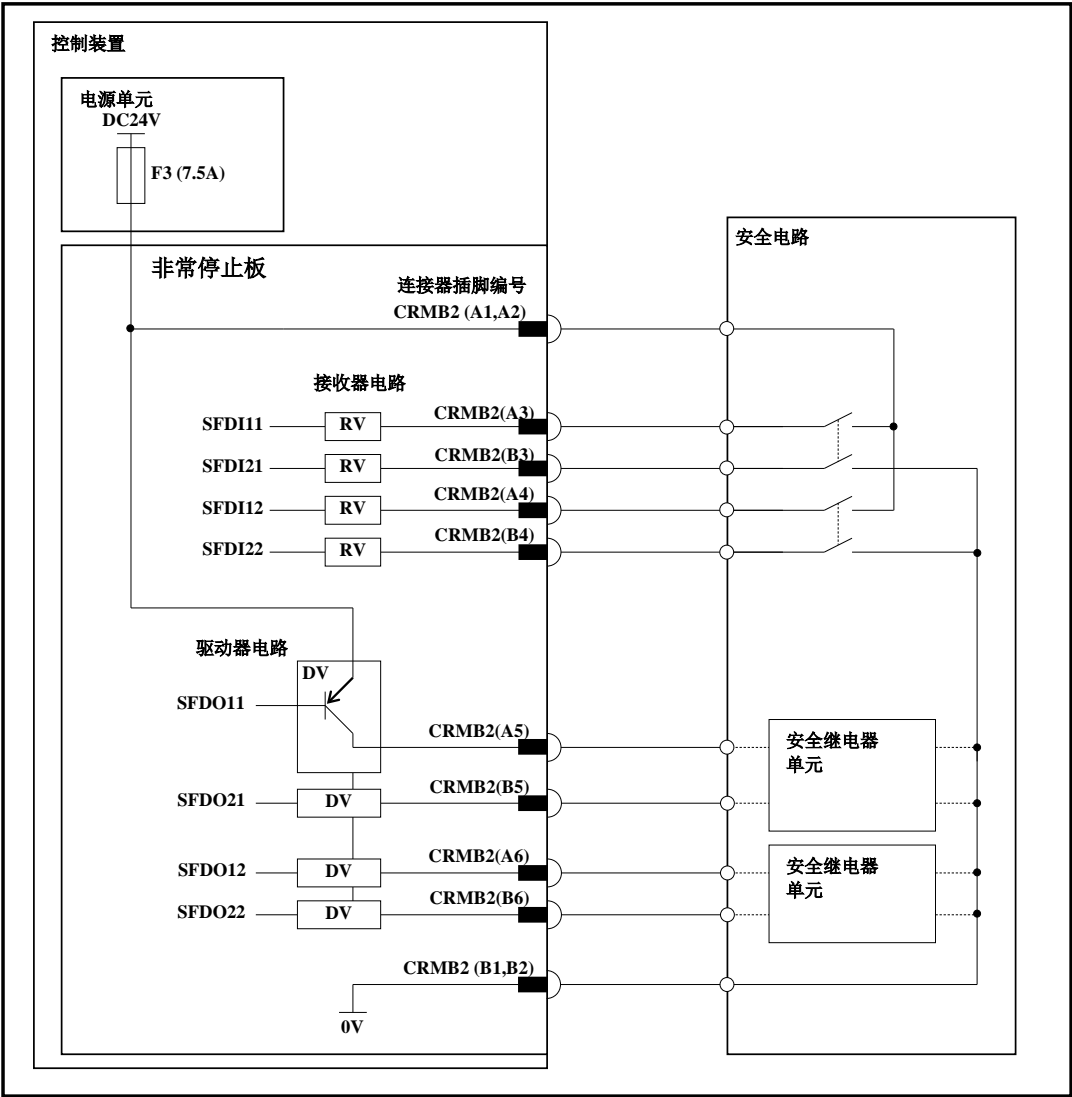 控制装置
电源单元
DC24V
F3 (7.5A)
安全电路
非常停止板
连接器插脚编号
CRMB2 (A1,A2)
接收器电路
SFDI11 RV CRMB2(A3)
SFDI21 RV CRMB2(B3)
SFDI12 RV CRMB2(A4)
SFDI22 RV CRMB2(B4)
驱动器电路
DV
SFDO11
CRMB2(A5)
安全继电器
单元
SFDO21 DV CRMB2(B5)
SFDO12 DV CRMB2(A6)
安全继电器
单元
SFDO22 DV CRMB2(B6)
CRMB2 (B1,B2)
0V